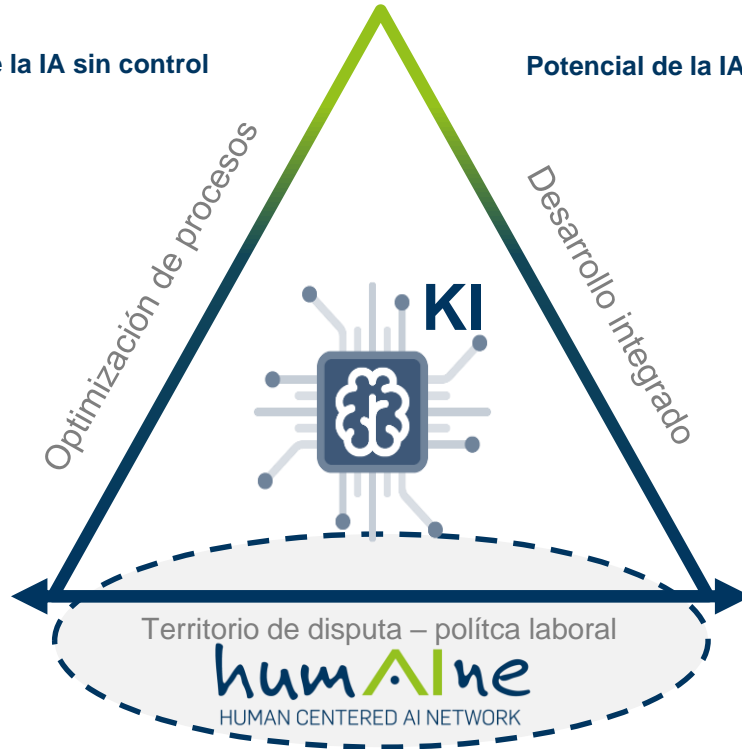 e la IA sin control
Potencial de la IA
Optimización de procesos
Desarrollo integrado
KI
Territorio de disputa – polítca laboral
humAIne
HUMAN CENTERED AI NETWORK